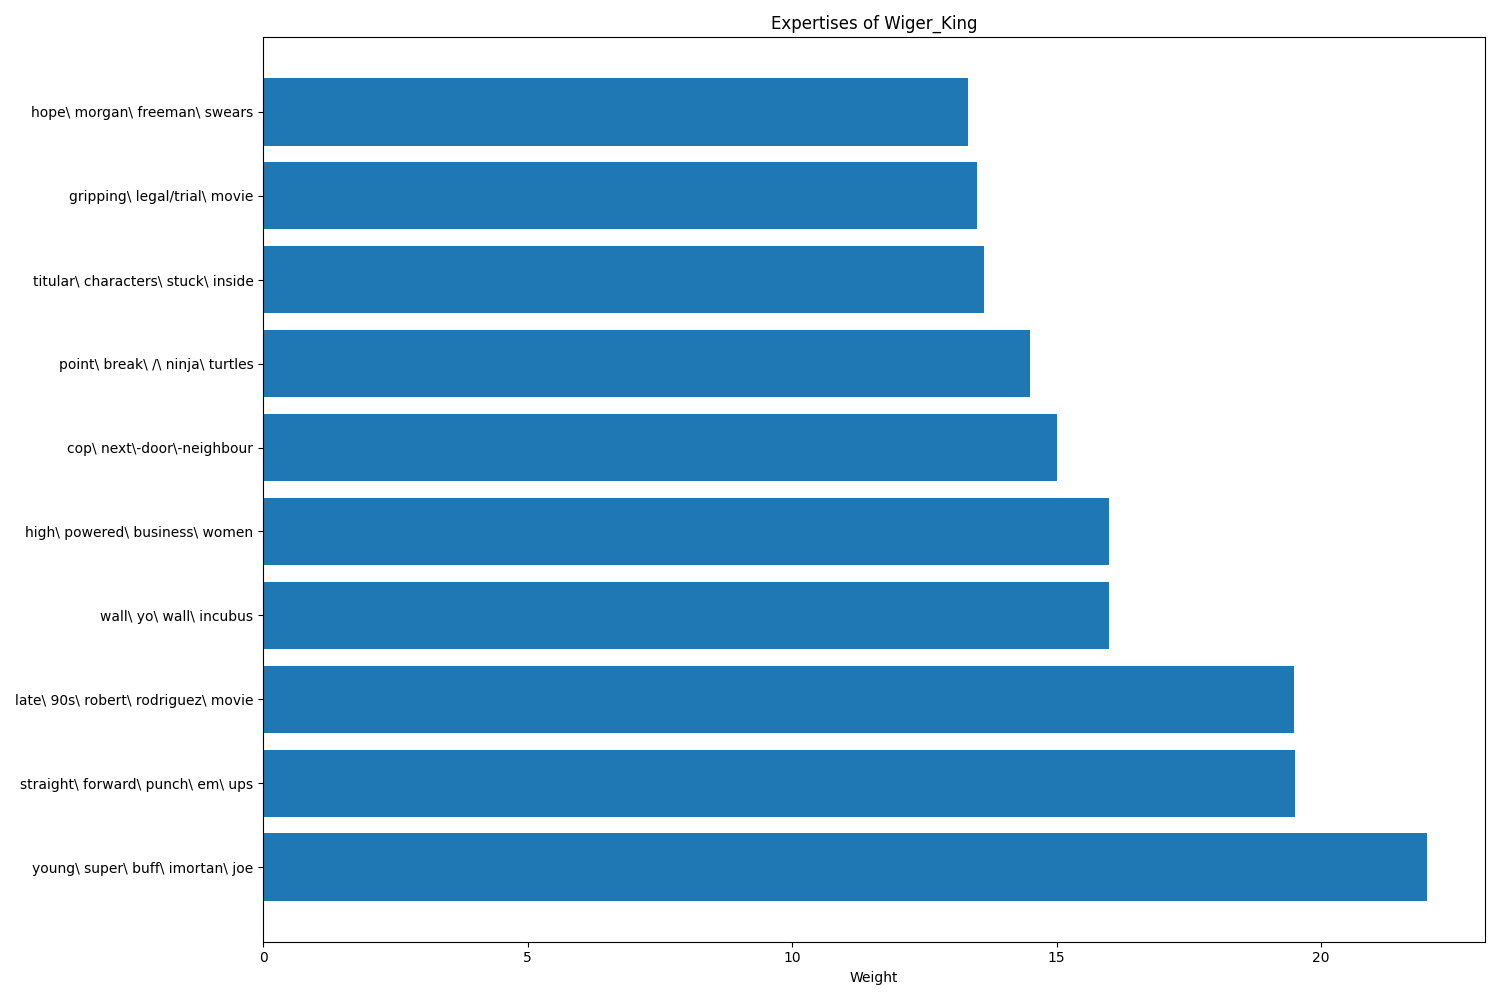 Expertises of Wiger_King
hope\ morgan\ freeman\ swears
gripping\ legal/trial\ movie
titular\ characters\ stuck\ inside
point\ break\ /\ ninja\ turtles
cop\ next\-door\-neighbour
high\ powered\ business\ women
wall\ yo\ wall\ incubus
late\ 90s\ robert\ rodriguez\ movie
straight\ forward\ punch\ em\ ups
young\ super\ buff\ imortan\ joe
0 5 10 15 20
Weight